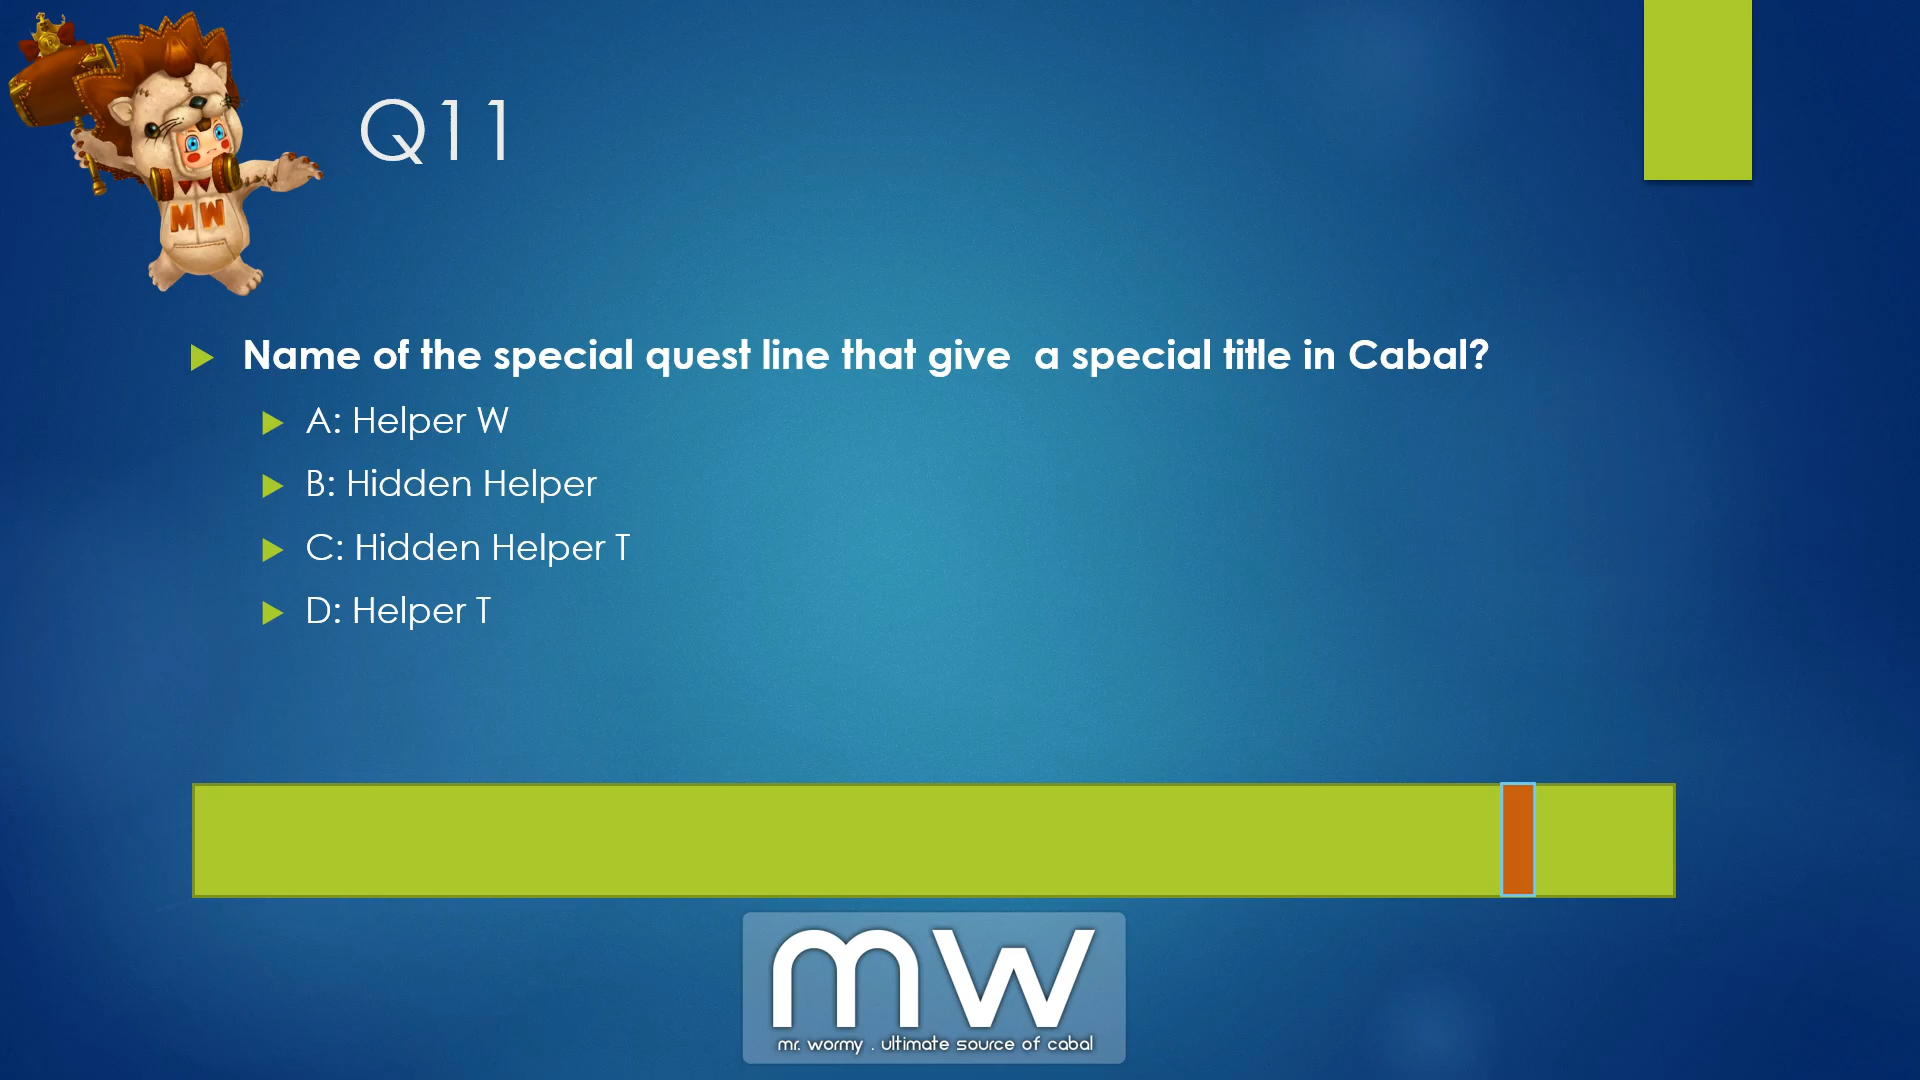 Q11
MW
Name of the special quest line that give  a special title in Cabal?
A: Helper W
B: Hidden Helper
C: Hidden Helper T
D: Helper T
mw
mr. wormy . ultimate source of cabal